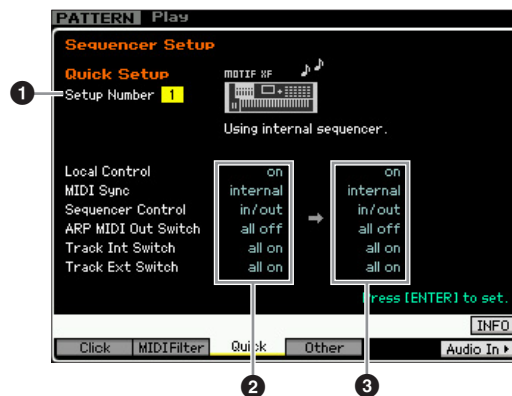 PATTERN Play
Sequencer Setup
Quick Setup
MOTIF XF
1 Setup Number 1
Using internal sequencer.
Local Control on on
MIDI Sync internal internal
Sequencer Control in/out → in/out
ARP MIDI Out Switch all off all off
Track Int Switch all on all on
Track Ext Switch all on all on
Press [ENTER] to set.
INFO
Click MIDIFilter Quick Other Audio In
2 3